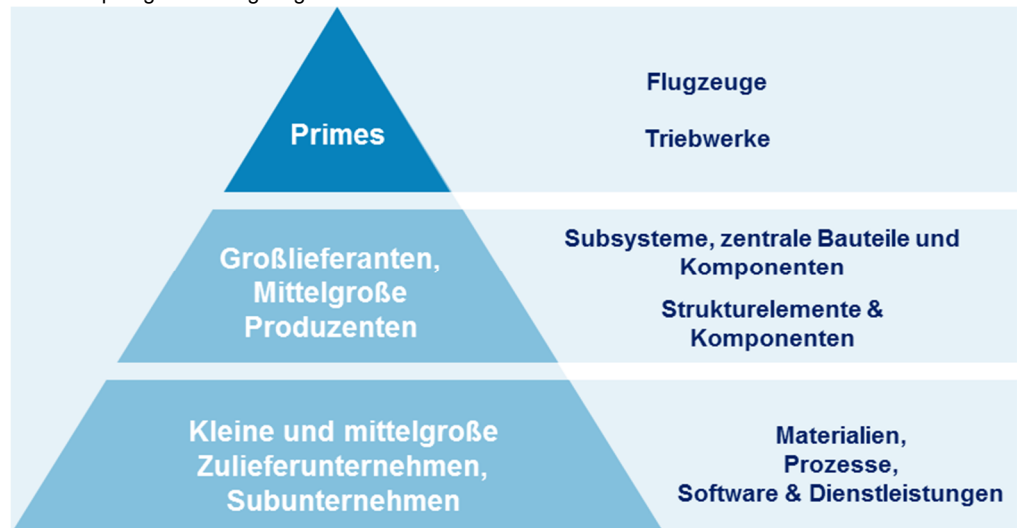 Primes
Flugzeuge
Triebwerke
Großlieferanten,
Mittelgroße
Produzenten
Subsysteme, zentrale Bauteile und
Komponenten
Strukturelemente &
Komponenten
Kleine und mittelgroße
Zulieferunternehmen,
Subunternehmen
Materialien,
Prozesse,
Software & Dienstleistungen